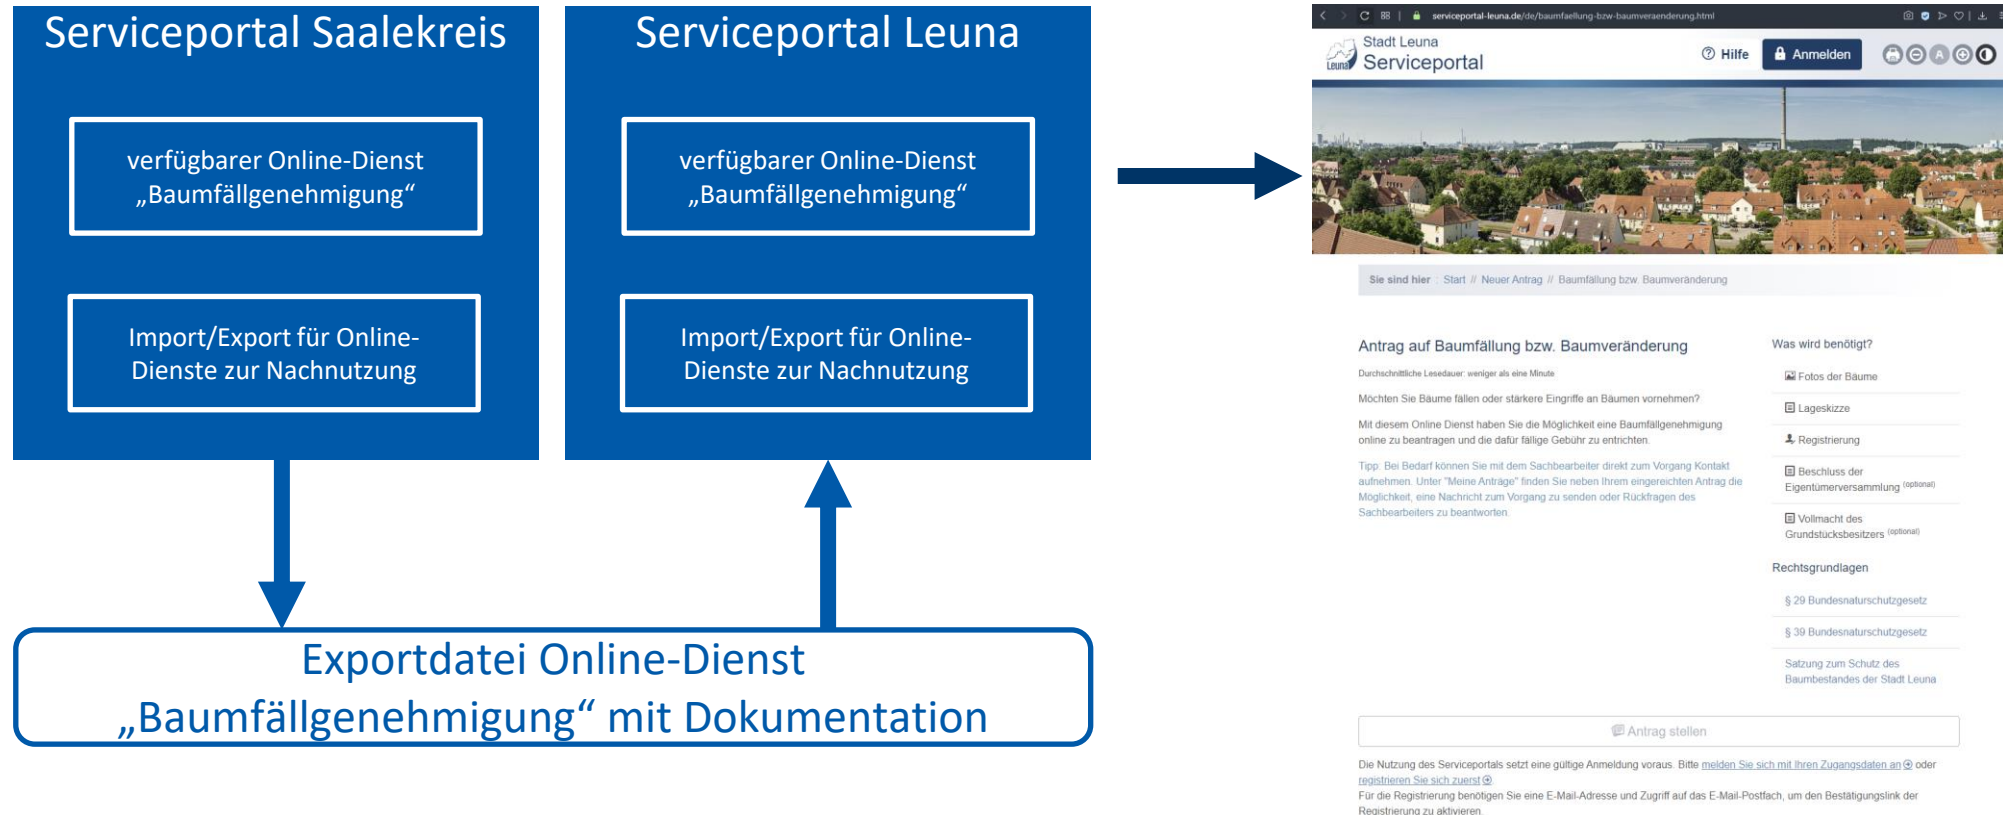 Serviceportal Saalekreis
verfügbarer Online-Dienst
„Baumfällgenehmigung“
Import/Export für Online-
Dienste zur Nachnutzung
Serviceportal Leuna
verfügbarer Online-Dienst
„Baumfällgenehmigung“
Import/Export für Online-
Dienste zur Nachnutzung
Exportdatei Online-Dienst
„Baumfällgenehmigung“ mit Dokumentation
serviceportal-leuna.de/de/baumfaellung-bzw-baumveraenderung.html
Leuna
Stadt Leuna
Serviceportal
Hilfe
Anmelden
A
Sie sind hier : Start // Neuer Antrag // Baumfällung bzw. Baumveränderung
Antrag auf Baumfällung bzw. Baumveränderung
Durchschnittliche Lesedauer: weniger als eine Minute
Möchten Sie Bäume fällen oder stärkere Eingriffe an Bäumen vornehmen?
Mit diesem Online Dienst haben Sie die Möglichkeit eine Baumfällgenehmigung
online zu beantragen und die dafür fällige Gebühr zu entrichten.
Tipp: Bei Bedarf können Sie mit dem Sachbearbeiter direkt zum Vorgang Kontakt
aufnehmen. Unter "Meine Anträge" finden Sie neben Ihrem eingereichten Antrag die
Möglichkeit, eine Nachricht zum Vorgang zu senden oder Rückfragen des
Sachbearbeiters zu beantworten.
Was wird benötigt?
Fotos der Bäume
Lageskizze
Registrierung
Beschluss der
Eigentümerversammlung (optional)
Vollmacht des
Grundstücksbesitzers (optional)
Rechtsgrundlagen
§ 29 Bundesnaturschutzgesetz
§ 39 Bundesnaturschutzgesetz
Satzung zum Schutz des
Baumbestandes der Stadt Leuna
Antrag stellen
Die Nutzung des Serviceportals setzt eine gültige Anmeldung voraus. Bitte melden Sie sich mit Ihren Zugangsdaten an oder
registrieren Sie sich zuerst.
Für die Registrierung benötigen Sie eine E-Mail-Adresse und Zugriff auf das E-Mail-Postfach, um den Bestätigungslink der
Registrierung zu aktivieren.